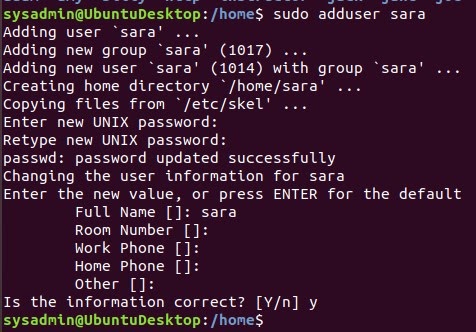 sysadmin@UbuntuDesktop:/home$ sudo adduser sara
Adding user `sara' ...
Adding new group `sara' (1017) ...
Adding new user `sara' (1014) with group `sara' ...
Creating home directory `/home/sara' ...
Copying files from `/etc/skel' ...
Enter new UNIX password:
Retype new UNIX password:
passwd: password updated successfully
Changing the user information for sara
Enter the new value, or press ENTER for the default
        Full Name []: sara
        Room Number []:
        Work Phone []:
        Home Phone []:
        Other []:
Is the information correct? [Y/n] y
sysadmin@UbuntuDesktop:/home$